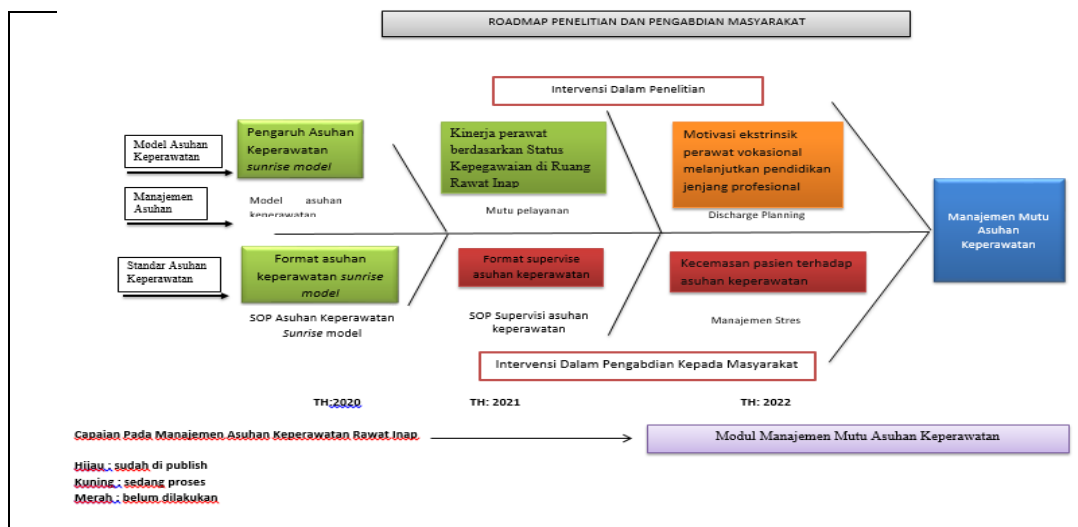 ROADMAP PENELITIAN DAN PENGABDIAN MASYARAKAT
Intervensi Dalam Penelitian
Model Asuhan
Keperawatan
Manajemen
Asuhan
Standar Asuhan
Keperawatan
Pengaruh Asuhan
Keperawatan
sunrise model
Model asuhan
keperawatan
Kinerja perawat
berdasarkan Status
Kepegawaian di Ruang
Rawat Inap
Mutu pelayanan
Motivasi ekstrinsik
perawat vokasional
melanjutkan pendidikan
jenjang profesional
Discharge Planning
Manajemen Mutu
Asuhan
Keperawatan
Format asuhan
keperawatan sunrise
model
SOP Asuhan Keperawatan
Sunrise model
Format supervise
asuhan keperawatan
SOP Supervisi asuhan
keperawatan
Kecemasan pasien terhadap
asuhan keperawatan
Manajemen Stres
Intervensi Dalam Pengabdian Kepada Masyarakat
TH:2020
TH: 2021
TH: 2022
Capaian Pada Manajemen Asuhan Keperawatan Rawat Inap
Modul Manajemen Mutu Asuhan Keperawatan
Hijau : sudah di publish
Kuning : sedang proses
Merah : belum dilakukan